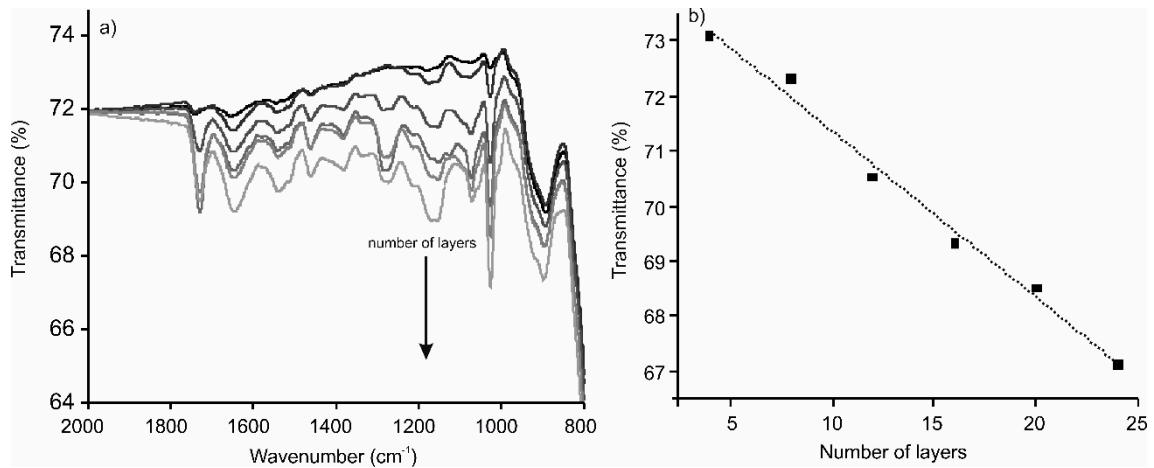 a)
Transmittance (%)
74
72
70
68
66
64
number of layers
2000 1800 1600 1400 1200 1000 800
Wavenumber (cm⁻¹)
b)
Transmittance (%)
73
72
71
70
69
68
67
5 10 15 20 25
Number of layers